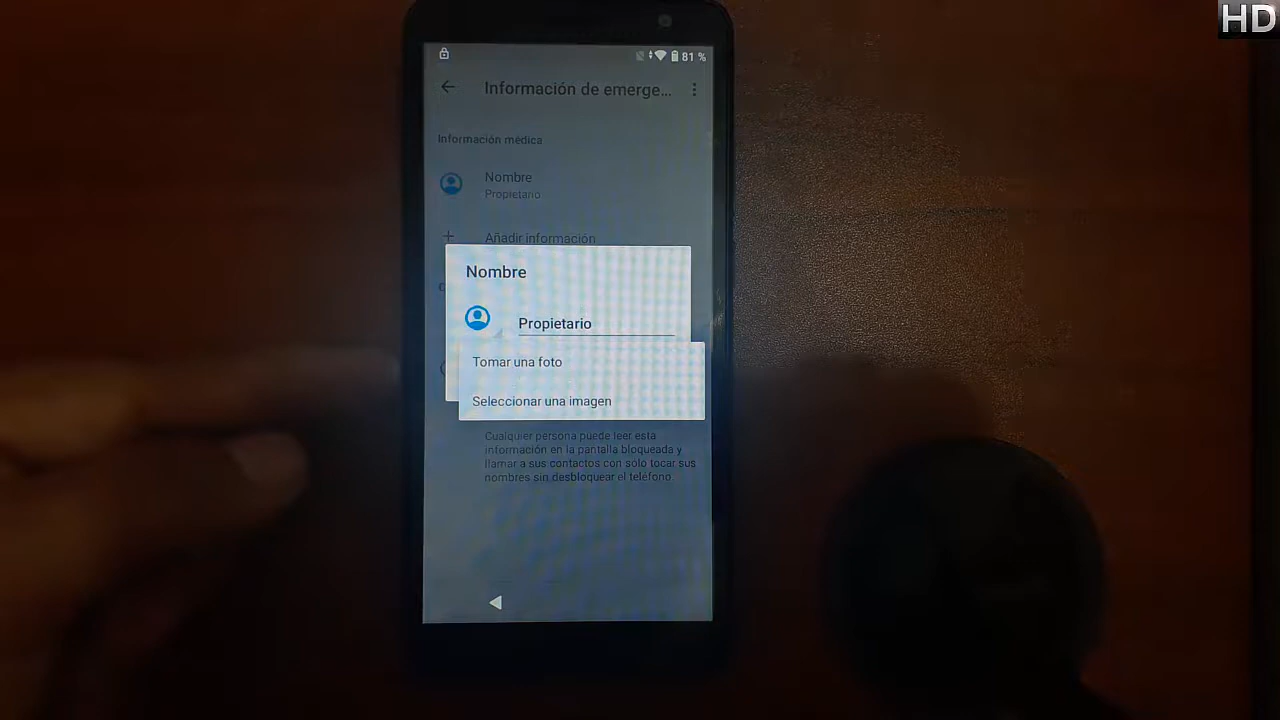 HD
81 %
Información de emerge...
Información médica
Nombre
Propietario
Añadir información
Nombre
Propietario
Tomar una foto
Seleccionar una imagen
Cualquier persona puede leer esta
información en la pantalla bloqueada y
llamar a sus contactos con solo tocar sus
nombres sin desbloquear el teléfono.